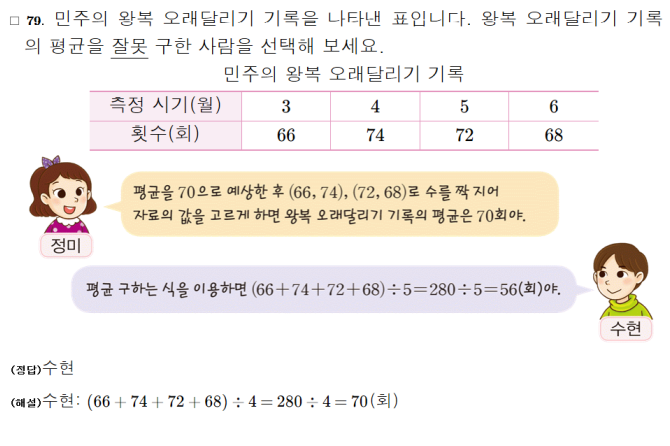 □ 79. 민주의 왕복 오래달리기 기록을 나타낸 표입니다. 왕복 오래달리기 기록
의 평균을 잘못 구한 사람을 선택해 보세요.
민주의 왕복 오래달리기 기록
측정 시기(월) 3 4 5 6
횟수(회) 66 74 72 68
평균을 70으로 예상한 후 (66, 74), (72, 68)로 수를 짝 지어
자료의 값을 고르게 하면 왕복 오래달리기 기록의 평균은 70회야.
정미
평균 구하는 식을 이용하면 (66+74+72+68)÷5=280÷5=56(회)야.
수현
(정답)수현
(해설)수현: (66+74+72+68)÷4=280÷4=70(회)